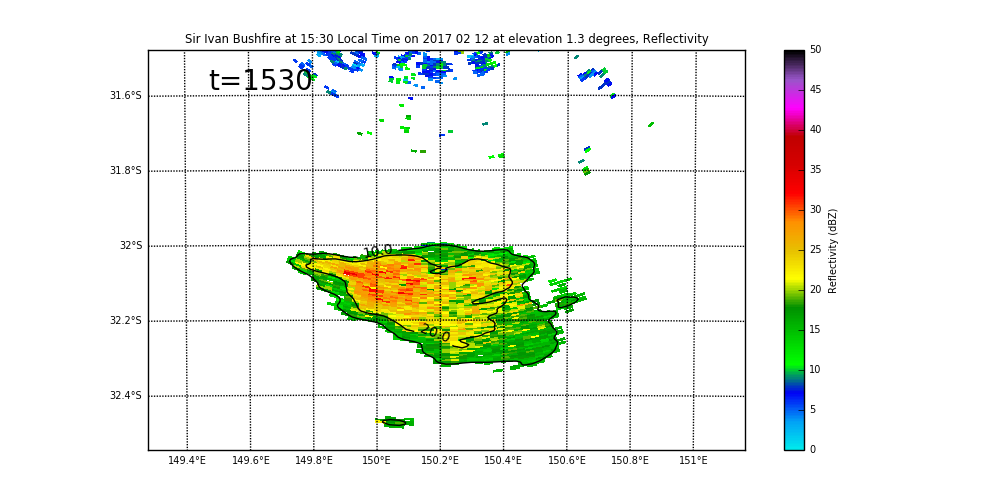 Sir Ivan Bushfire at 15:30 Local Time on 2017 02 12 at elevation 1.3 degrees, Reflectivity
t=1530
31.6°S
31.8°S
32°S
32.2°S
32.4°S
10.0
20.0
149.4°E 149.6°E 149.8°E 150°E 150.2°E 150.4°E 150.6°E 150.8°E 151°E
50
45
40
35
30
25
20
15
10
5
0
Reflectivity (dBZ)